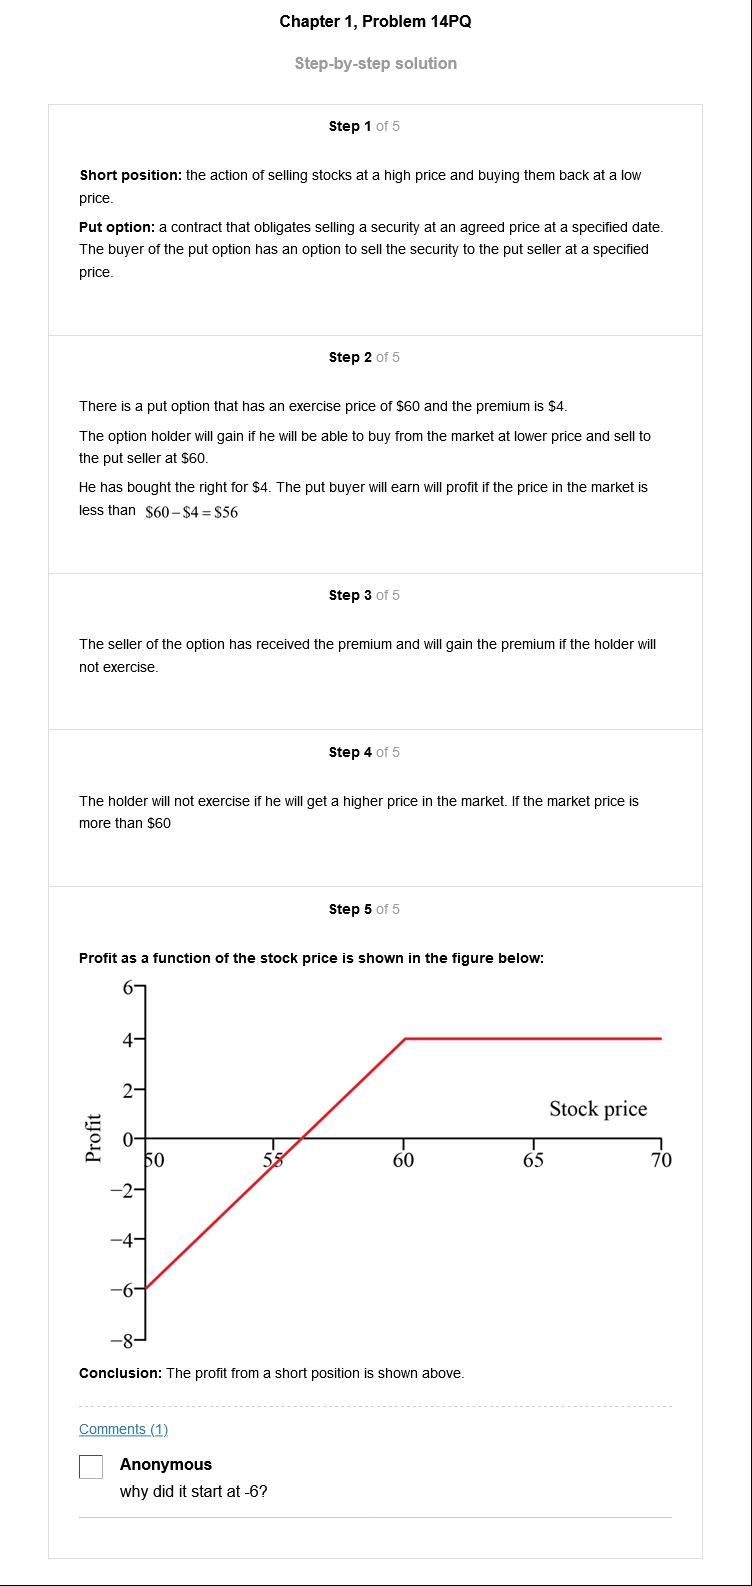 Chapter 1, Problem 14PQ
Step-by-step solution
Step 1 of 5
Short position: the action of selling stocks at a high price and buying them back at a low
price.
Put option: a contract that obligates selling a security at an agreed price at a specified date.
The buyer of the put option has an option to sell the security to the put seller at a specified
price.
Step 2 of 5
There is a put option that has an exercise price of $60 and the premium is $4.
The option holder will gain if he will be able to buy from the market at lower price and sell to
the put seller at $60.
He has bought the right for $4. The put buyer will earn will profit if the price in the market is
less than $60–$4=$56
Step 3 of 5
The seller of the option has received the premium and will gain the premium if the holder will
not exercise.
Step 4 of 5
The holder will not exercise if he will get a higher price in the market. If the market price is
more than $60
Step 5 of 5
Profit as a function of the stock price is shown in the figure below:
6
4
2
Stock price
Profit
0
50 55 60 65 70
–2
–4
–6
–8
Conclusion: The profit from a short position is shown above.
Comments (1)
Anonymous
why did it start at -6?